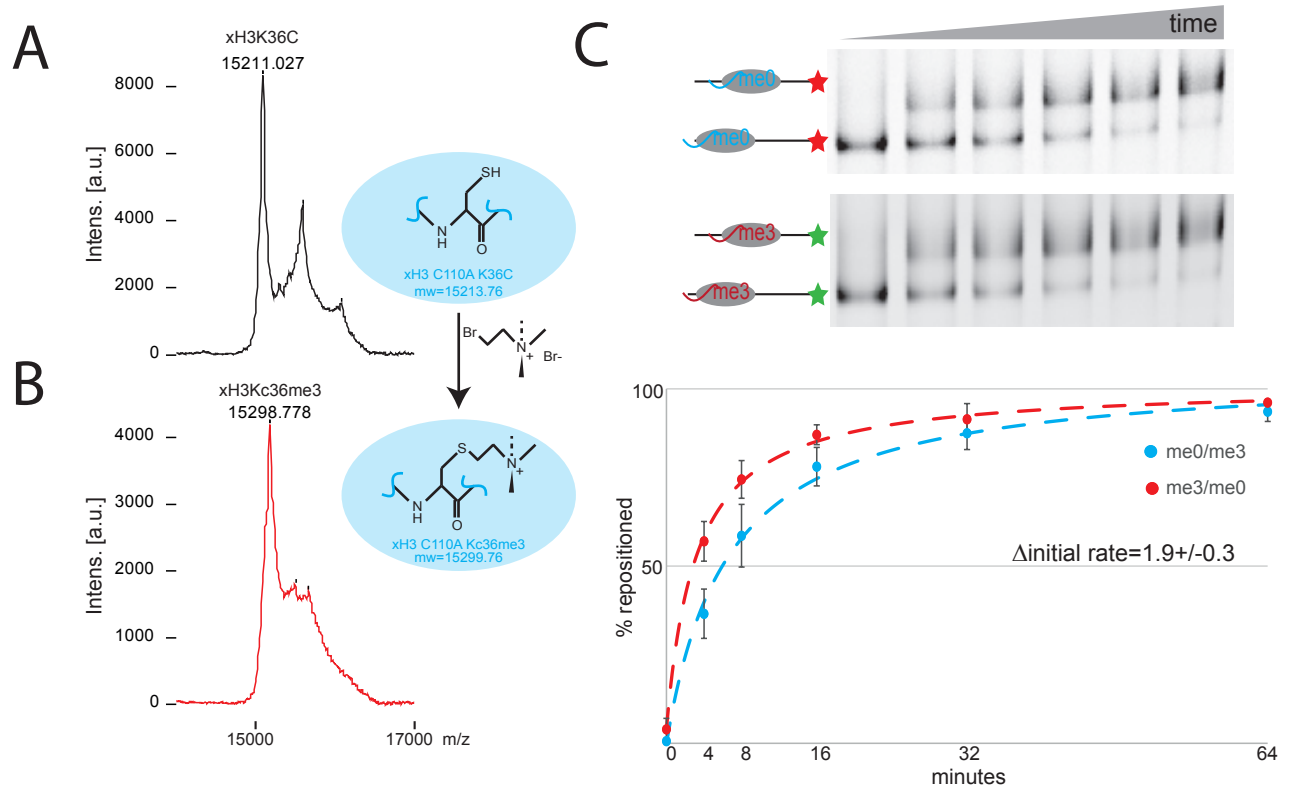 A
xH3K36C
15211.027
8000
6000
4000
2000
0
Intens. [a.u.]
SH
N
H
O
xH3 C110A K36C
mw=15213.76
Br
N
+
Br-
B
xH3Kc36me3
15298.778
4000
3000
2000
1000
0
Intens. [a.u.]
S
N
+
N
H
O
xH3 C110A Kc36me3
mw=15299.76
15000
17000 m/z
C
time
me0
me0
me3
me3
100
50
% repositioned
me0/me3
me3/me0
Δinitial rate=1.9+/-0.3
0 4 8 16 32 64
minutes